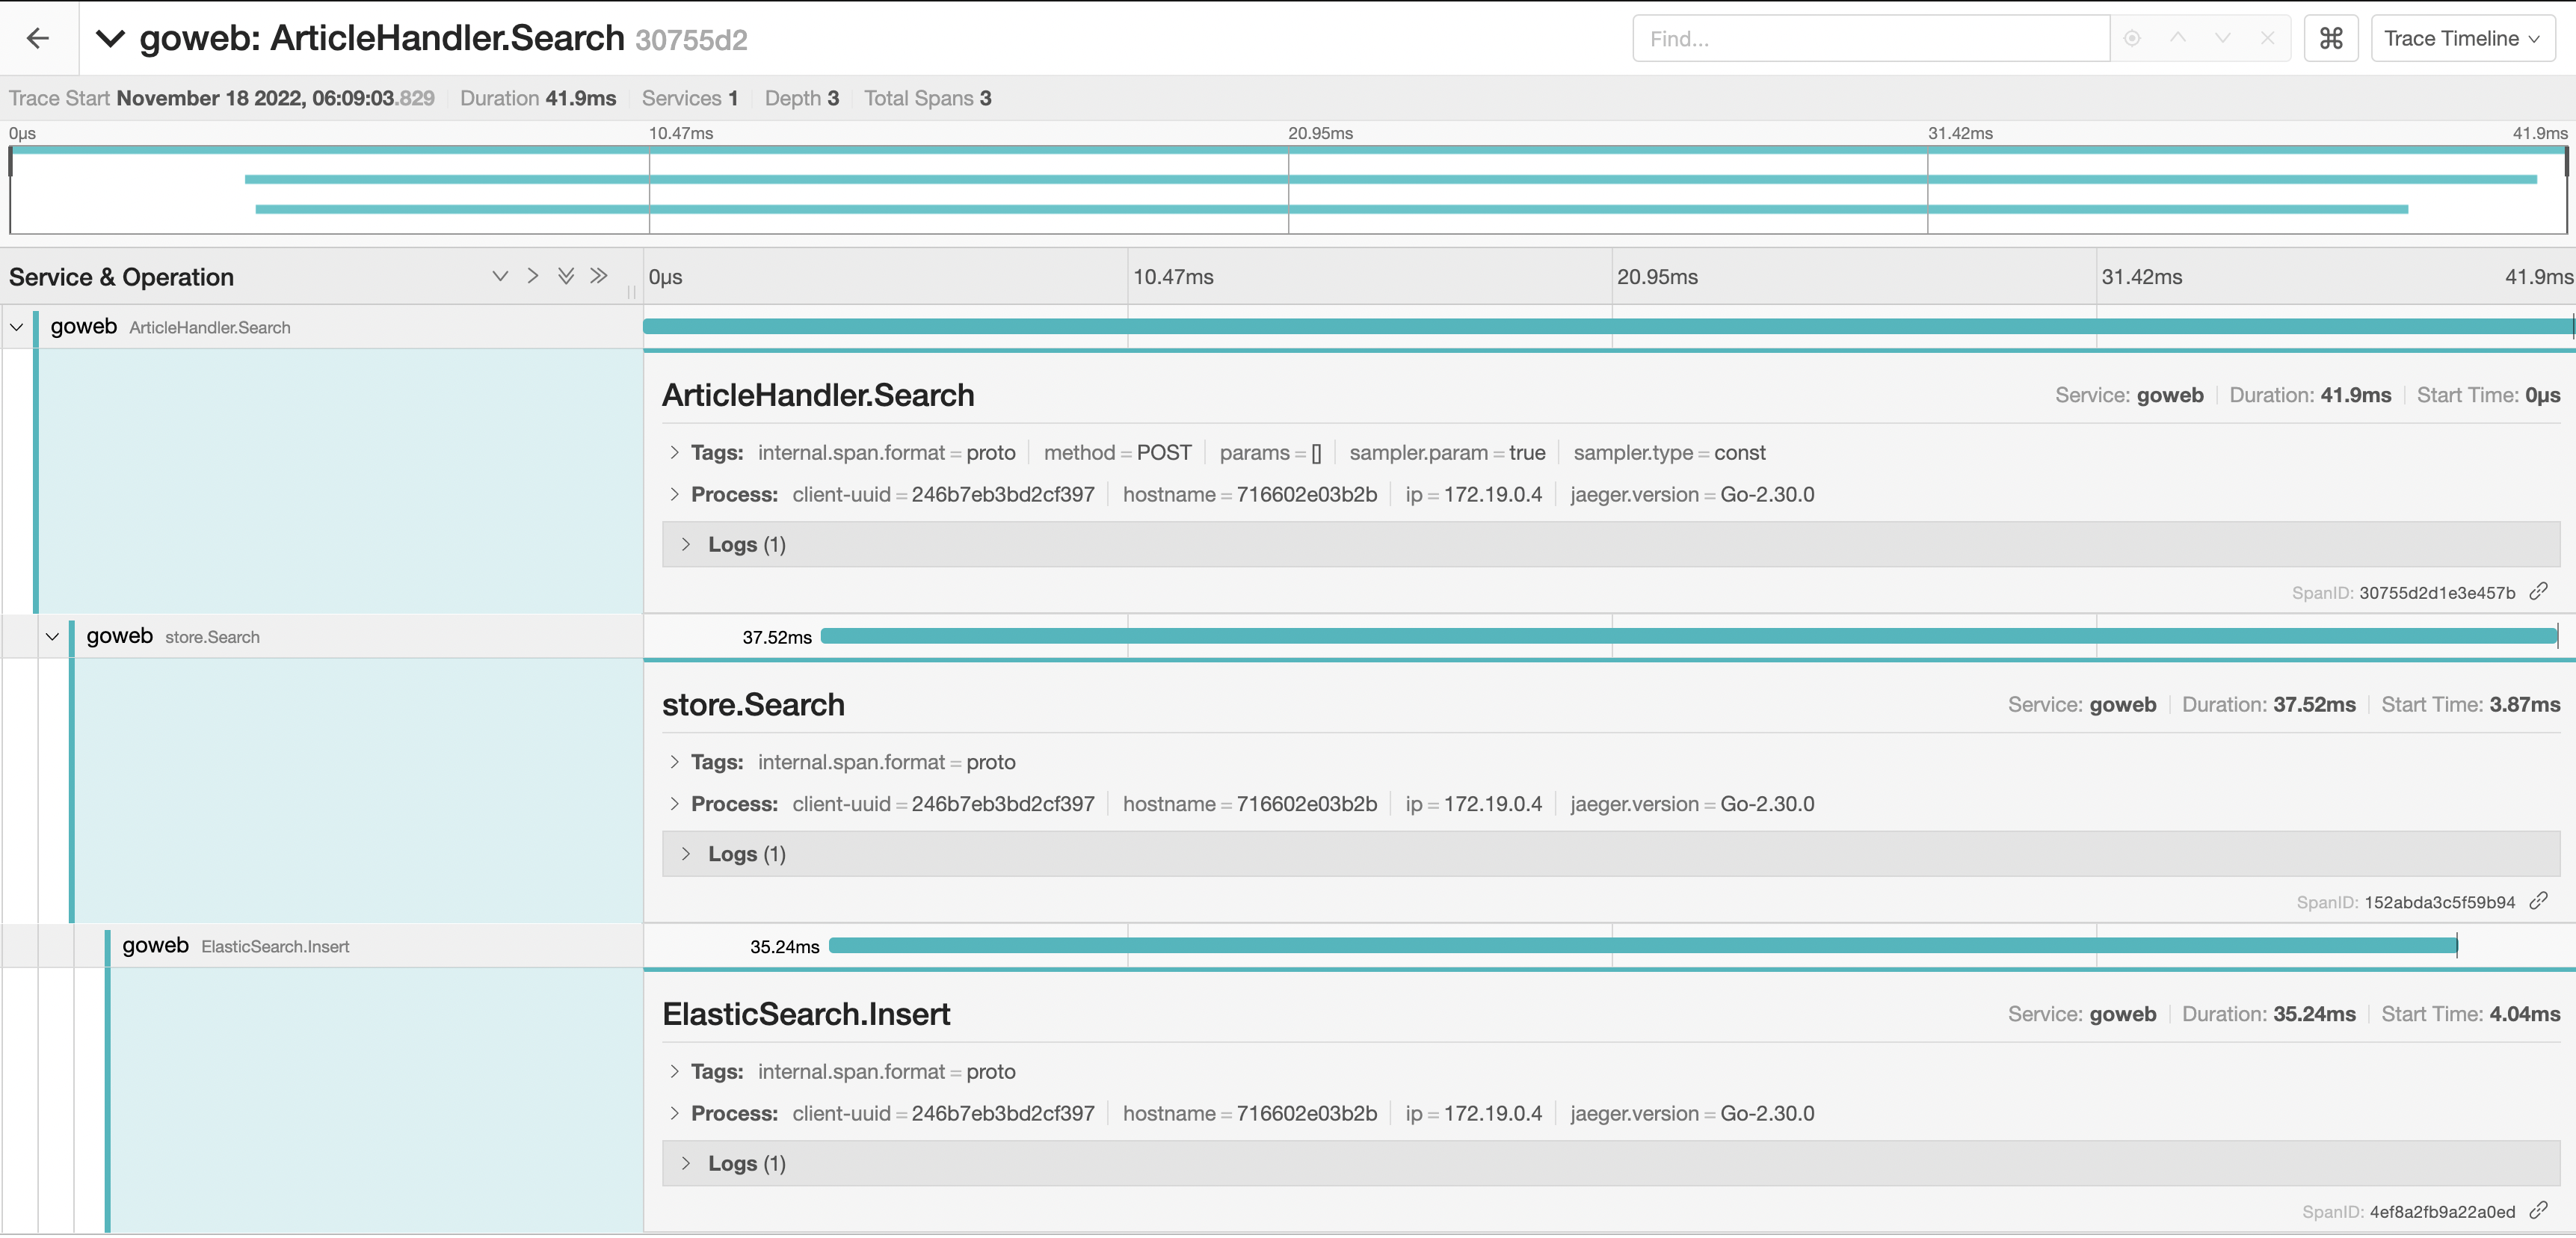 goweb: ArticleHandler.Search 30755d2
Find...
⌘
Trace Timeline
Trace Start November 18 2022, 06:09:03.829 Duration 41.9ms Services 1 Depth 3 Total Spans 3
0μs 10.47ms 20.95ms 31.42ms 41.9ms
Service & Operation
0μs 10.47ms 20.95ms 31.42ms 41.9ms
goweb ArticleHandler.Search
ArticleHandler.Search
Service: goweb Duration: 41.9ms Start Time: 0μs
Tags: internal.span.format = proto method = POST params = [] sampler.param = true sampler.type = const
Process: client-uuid = 246b7eb3bd2cf397 hostname = 716602e03b2b ip = 172.19.0.4 jaeger.version = Go-2.30.0
Logs (1)
SpanID: 30755d2d1e3e457b
goweb store.Search
37.52ms
store.Search
Service: goweb Duration: 37.52ms Start Time: 3.87ms
Tags: internal.span.format = proto
Process: client-uuid = 246b7eb3bd2cf397 hostname = 716602e03b2b ip = 172.19.0.4 jaeger.version = Go-2.30.0
Logs (1)
SpanID: 152abda3c5f59b94
goweb ElasticSearch.Insert
35.24ms
ElasticSearch.Insert
Service: goweb Duration: 35.24ms Start Time: 4.04ms
Tags: internal.span.format = proto
Process: client-uuid = 246b7eb3bd2cf397 hostname = 716602e03b2b ip = 172.19.0.4 jaeger.version = Go-2.30.0
Logs (1)
SpanID: 4ef8a2fb9a22a0ed